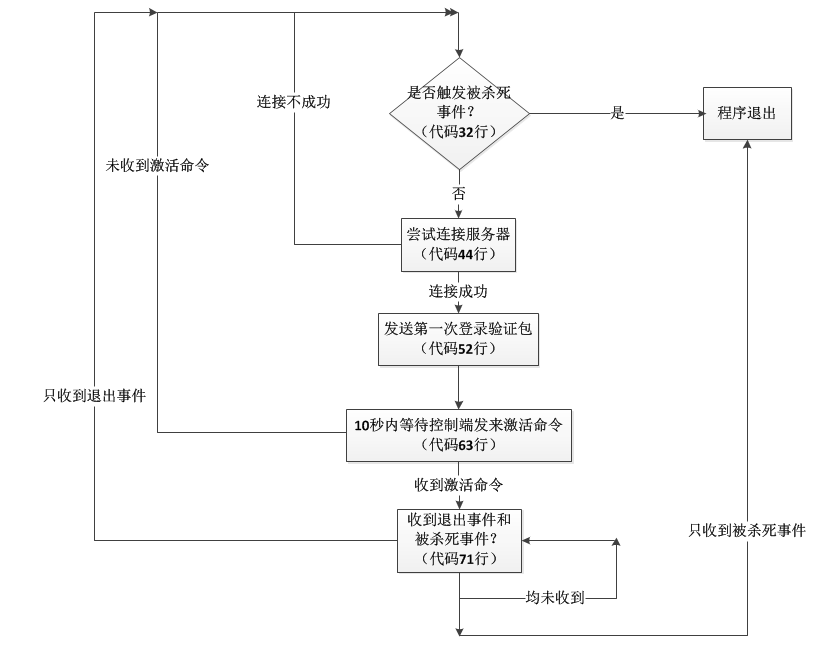 是否触发被杀死
事件？
（代码32行）
是
程序退出
连接不成功
未收到激活命令
否
尝试连接服务器
（代码44行）
连接成功
发送第一次登录验证包
（代码52行）
只收到退出事件
10秒内等待控制端发来激活命令
（代码63行）
收到激活命令
收到退出事件和
被杀死事件？
（代码71行）
只收到被杀死事件
均未收到